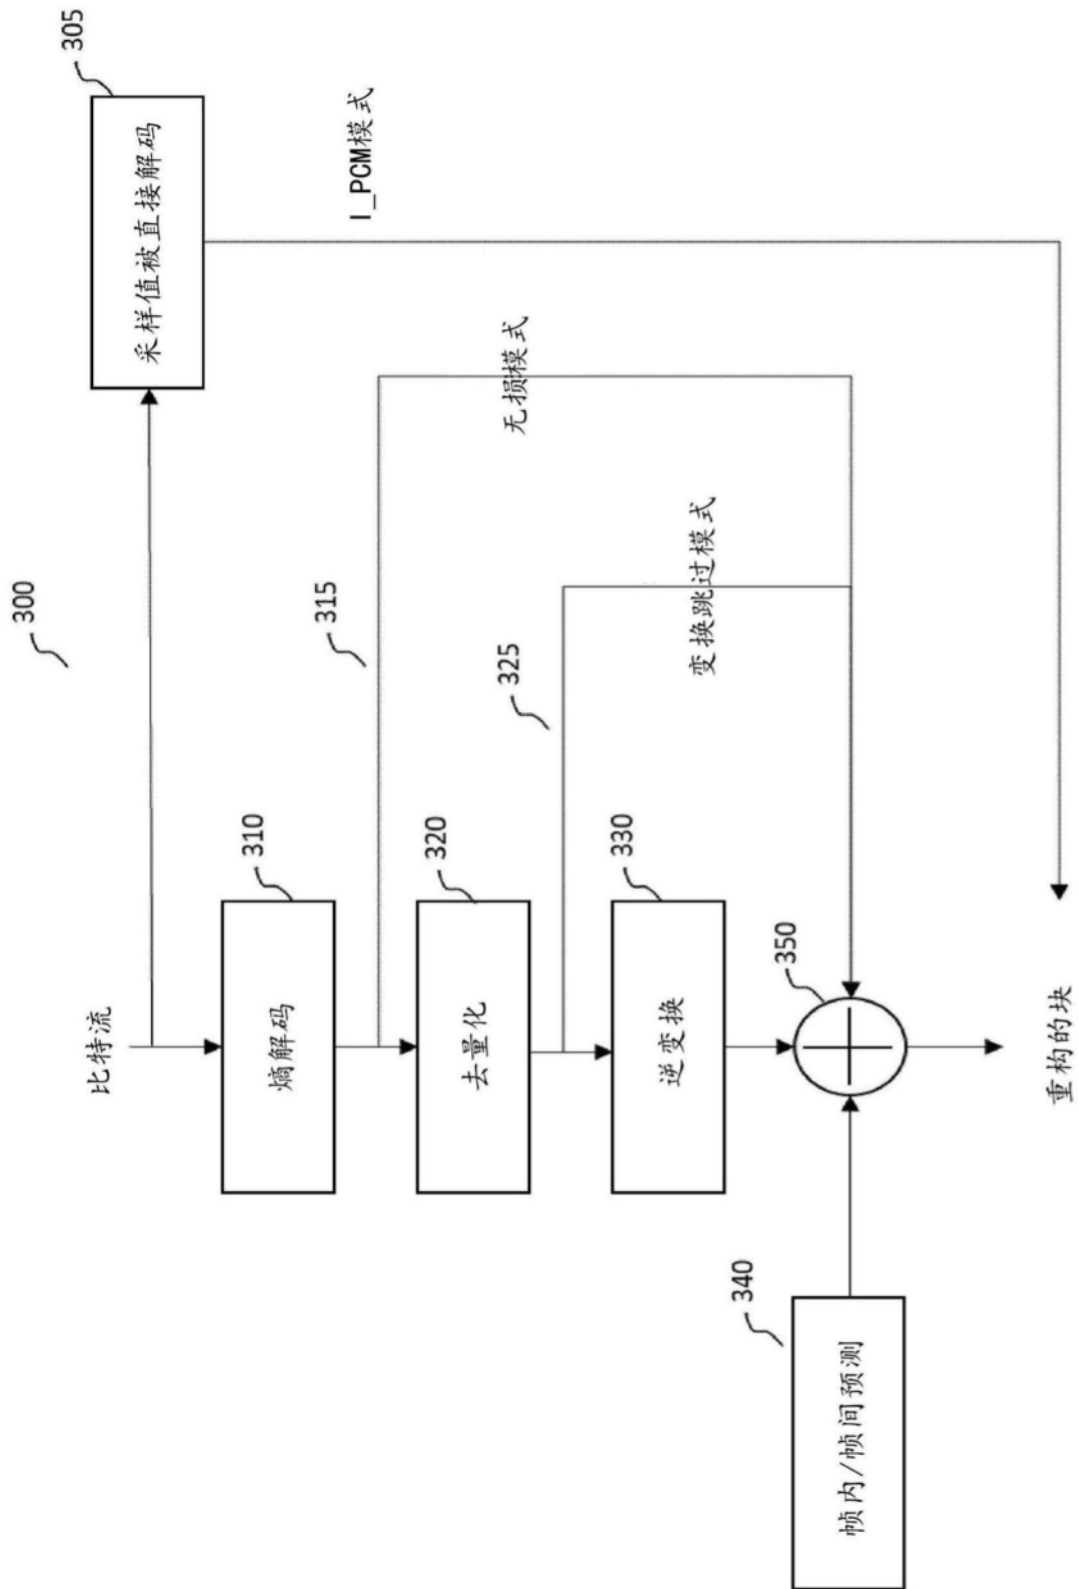 300
305
采样值被直接解码
I_PCM模式
315
无损模式
325
变换跳过模式
比特流
310
熵解码
320
去量化
330
逆变换
350
340
帧内/帧间预测
重构的块